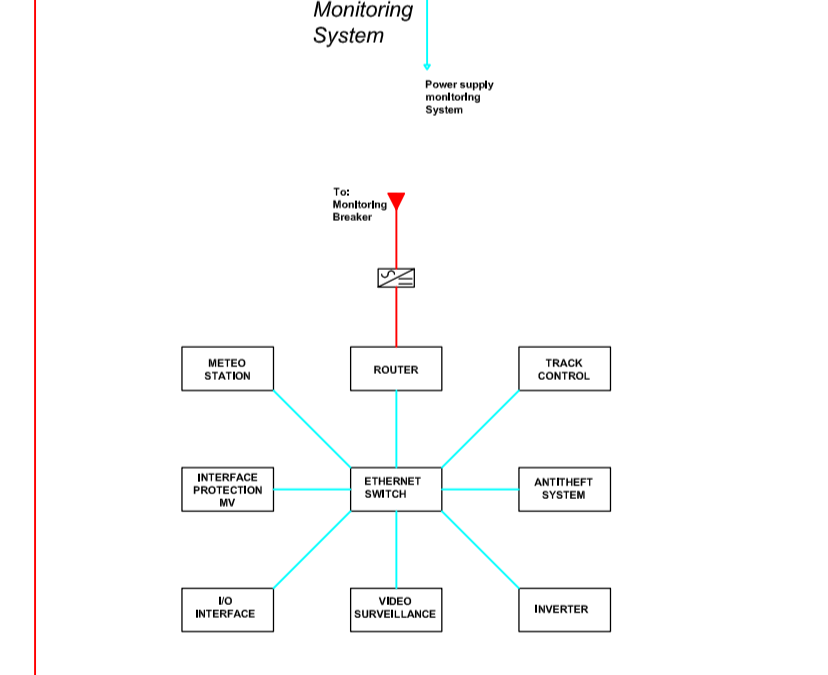 Monitoring
System
Power supply
monitoring
System
To:
Monitoring
Breaker
METEO
STATION
ROUTER
TRACK
CONTROL
INTERFACE
PROTECTION
MV
ETHERNET
SWITCH
ANTITHEFT
SYSTEM
I/O
INTERFACE
VIDEO
SURVEILLANCE
INVERTER